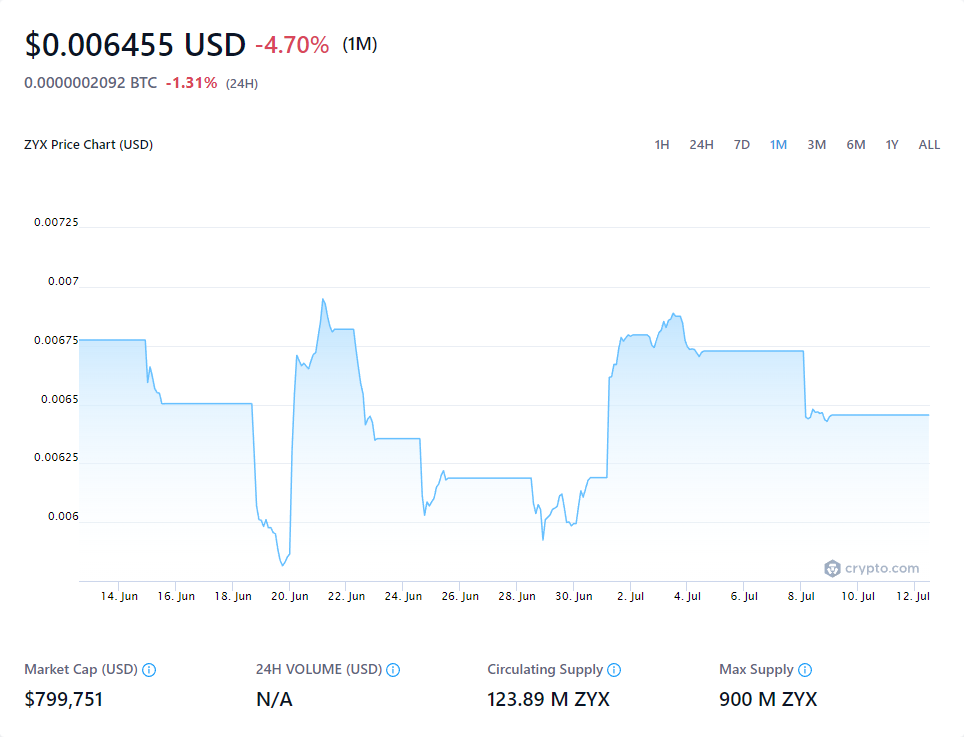 $0.006455 USD -4.70% (1M)
0.0000002092 BTC -1.31% (24H)
ZYX Price Chart (USD) 1H 24H 7D 1M 3M 6M 1Y ALL
0.00725
0.007
0.00675
0.0065
0.00625
0.006
crypto.com
14. Jun 16. Jun 18. Jun 20. Jun 22. Jun 24. Jun 26. Jun 28. Jun 30. Jun 2. Jul 4. Jul 6. Jul 8. Jul 10. Jul 12. Jul
Market Cap (USD) 24H VOLUME (USD) Circulating Supply Max Supply
$799,751 N/A 123.89 M ZYX 900 M ZYX